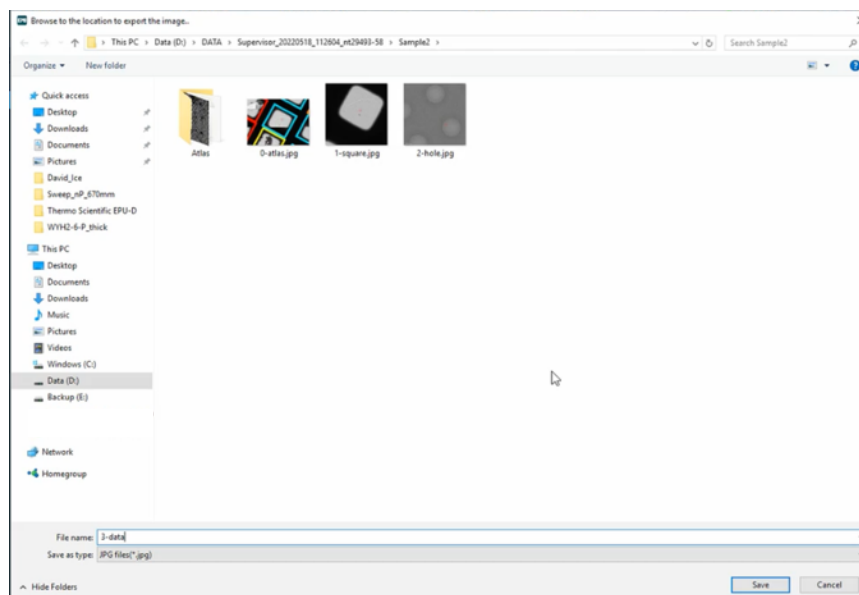 Browse to the location to export the image..
This PC > Data (D:) > DATA > Supervisor_20220518_112604_nt29493-58 > Sample2 >
Search Sample2
Organize
New folder
Quick access
Desktop
Downloads
Documents
Pictures
David_Ice
Sweep_nP_670mm
Thermo Scientific EPU-D
WYH2-6-P_thick
This PC
Desktop
Documents
Downloads
Music
Pictures
Videos
Windows (C:)
Data (D:)
Backup (E:)
Network
Homegroup
Atlas
0-atlas.jpg
1-square.jpg
2-hole.jpg
File name: 3-data
Save as type: JPG files(*.jpg)
Hide Folders
Save
Cancel